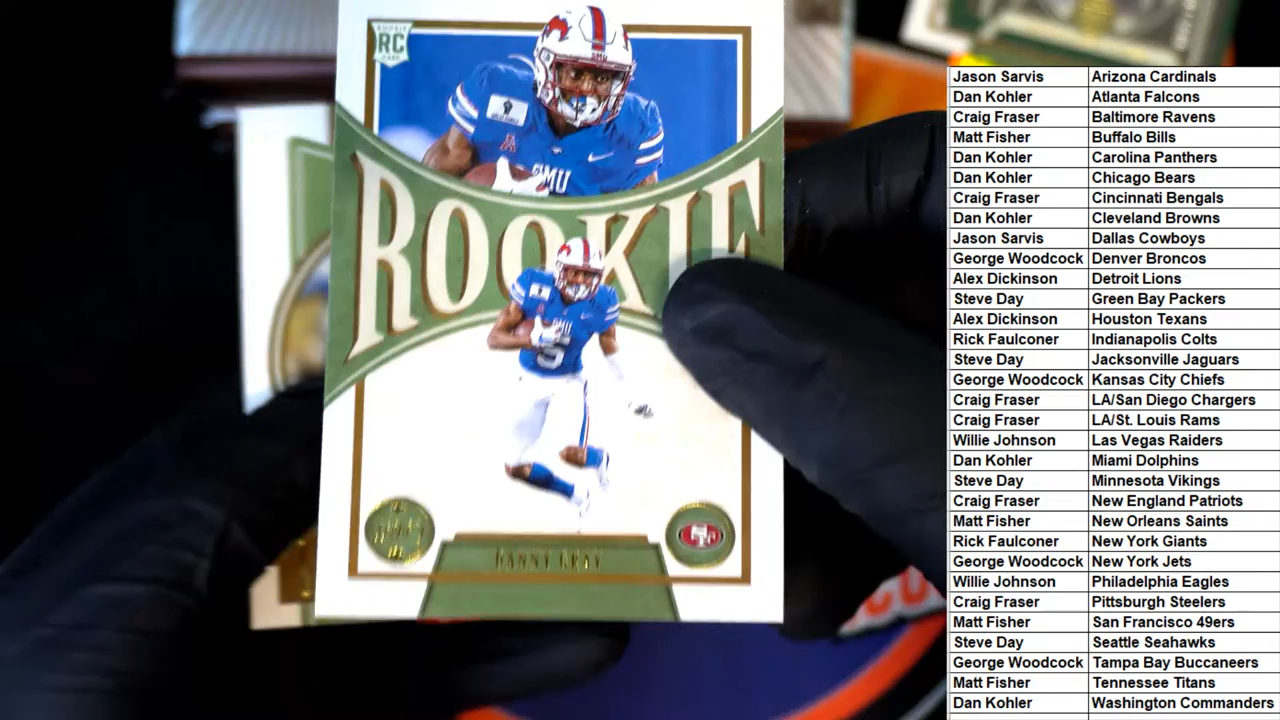 ROOKIE
RC
CARD
SMU
SMU
SMU
5
ROOKIE
DANNY GRAY
Jason Sarvis Arizona Cardinals
Dan Kohler Atlanta Falcons
Craig Fraser Baltimore Ravens
Matt Fisher Buffalo Bills
Dan Kohler Carolina Panthers
Dan Kohler Chicago Bears
Craig Fraser Cincinnati Bengals
Dan Kohler Cleveland Browns
Jason Sarvis Dallas Cowboys
George Woodcock Denver Broncos
Alex Dickinson Detroit Lions
Steve Day Green Bay Packers
Alex Dickinson Houston Texans
Rick Faulconer Indianapolis Colts
Steve Day Jacksonville Jaguars
George Woodcock Kansas City Chiefs
Craig Fraser LA/San Diego Chargers
Craig Fraser LA/St. Louis Rams
Willie Johnson Las Vegas Raiders
Dan Kohler Miami Dolphins
Steve Day Minnesota Vikings
Craig Fraser New England Patriots
Matt Fisher New Orleans Saints
Rick Faulconer New York Giants
George Woodcock New York Jets
Willie Johnson Philadelphia Eagles
Craig Fraser Pittsburgh Steelers
Matt Fisher San Francisco 49ers
Steve Day Seattle Seahawks
George Woodcock Tampa Bay Buccaneers
Matt Fisher Tennessee Titans
Dan Kohler Washington Commanders